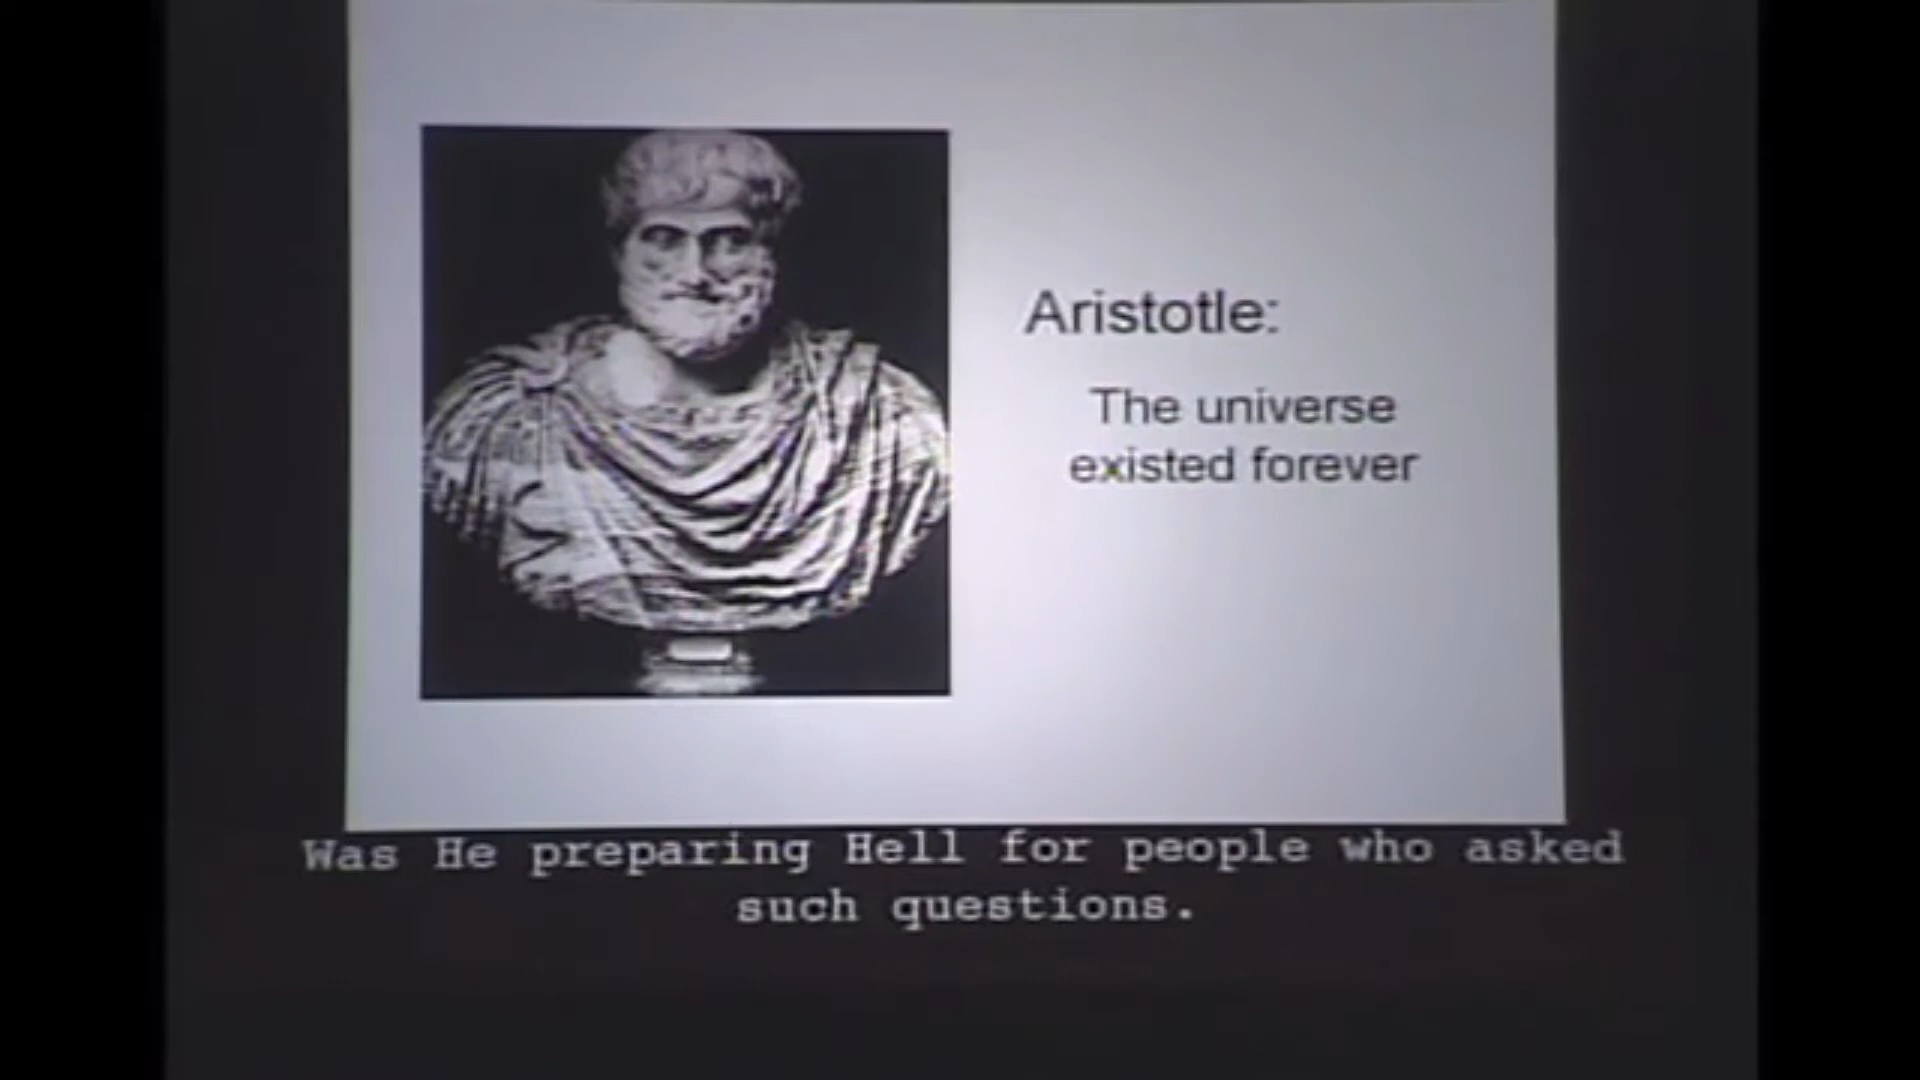 Aristotle:
The universe
existed forever
Was He preparing Hell for people who asked
such questions.